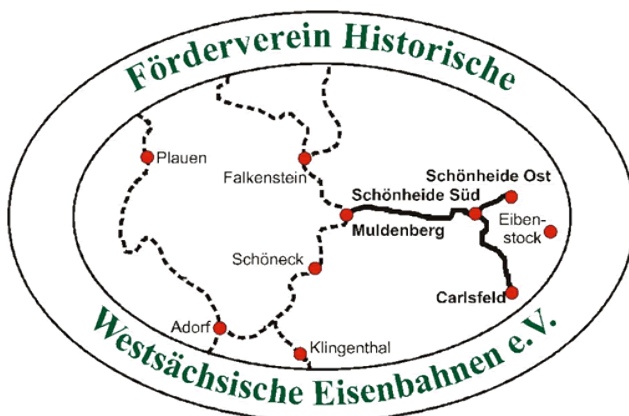 Förderverein Historische
Plauen
Falkenstein
Schönheide Ost
Schönheide Süd
Eiben-
stock
Muldenberg
Schöneck
Carlsfeld
Adorf
Klingenthal
Westsächsische Eisenbahnen e.V.